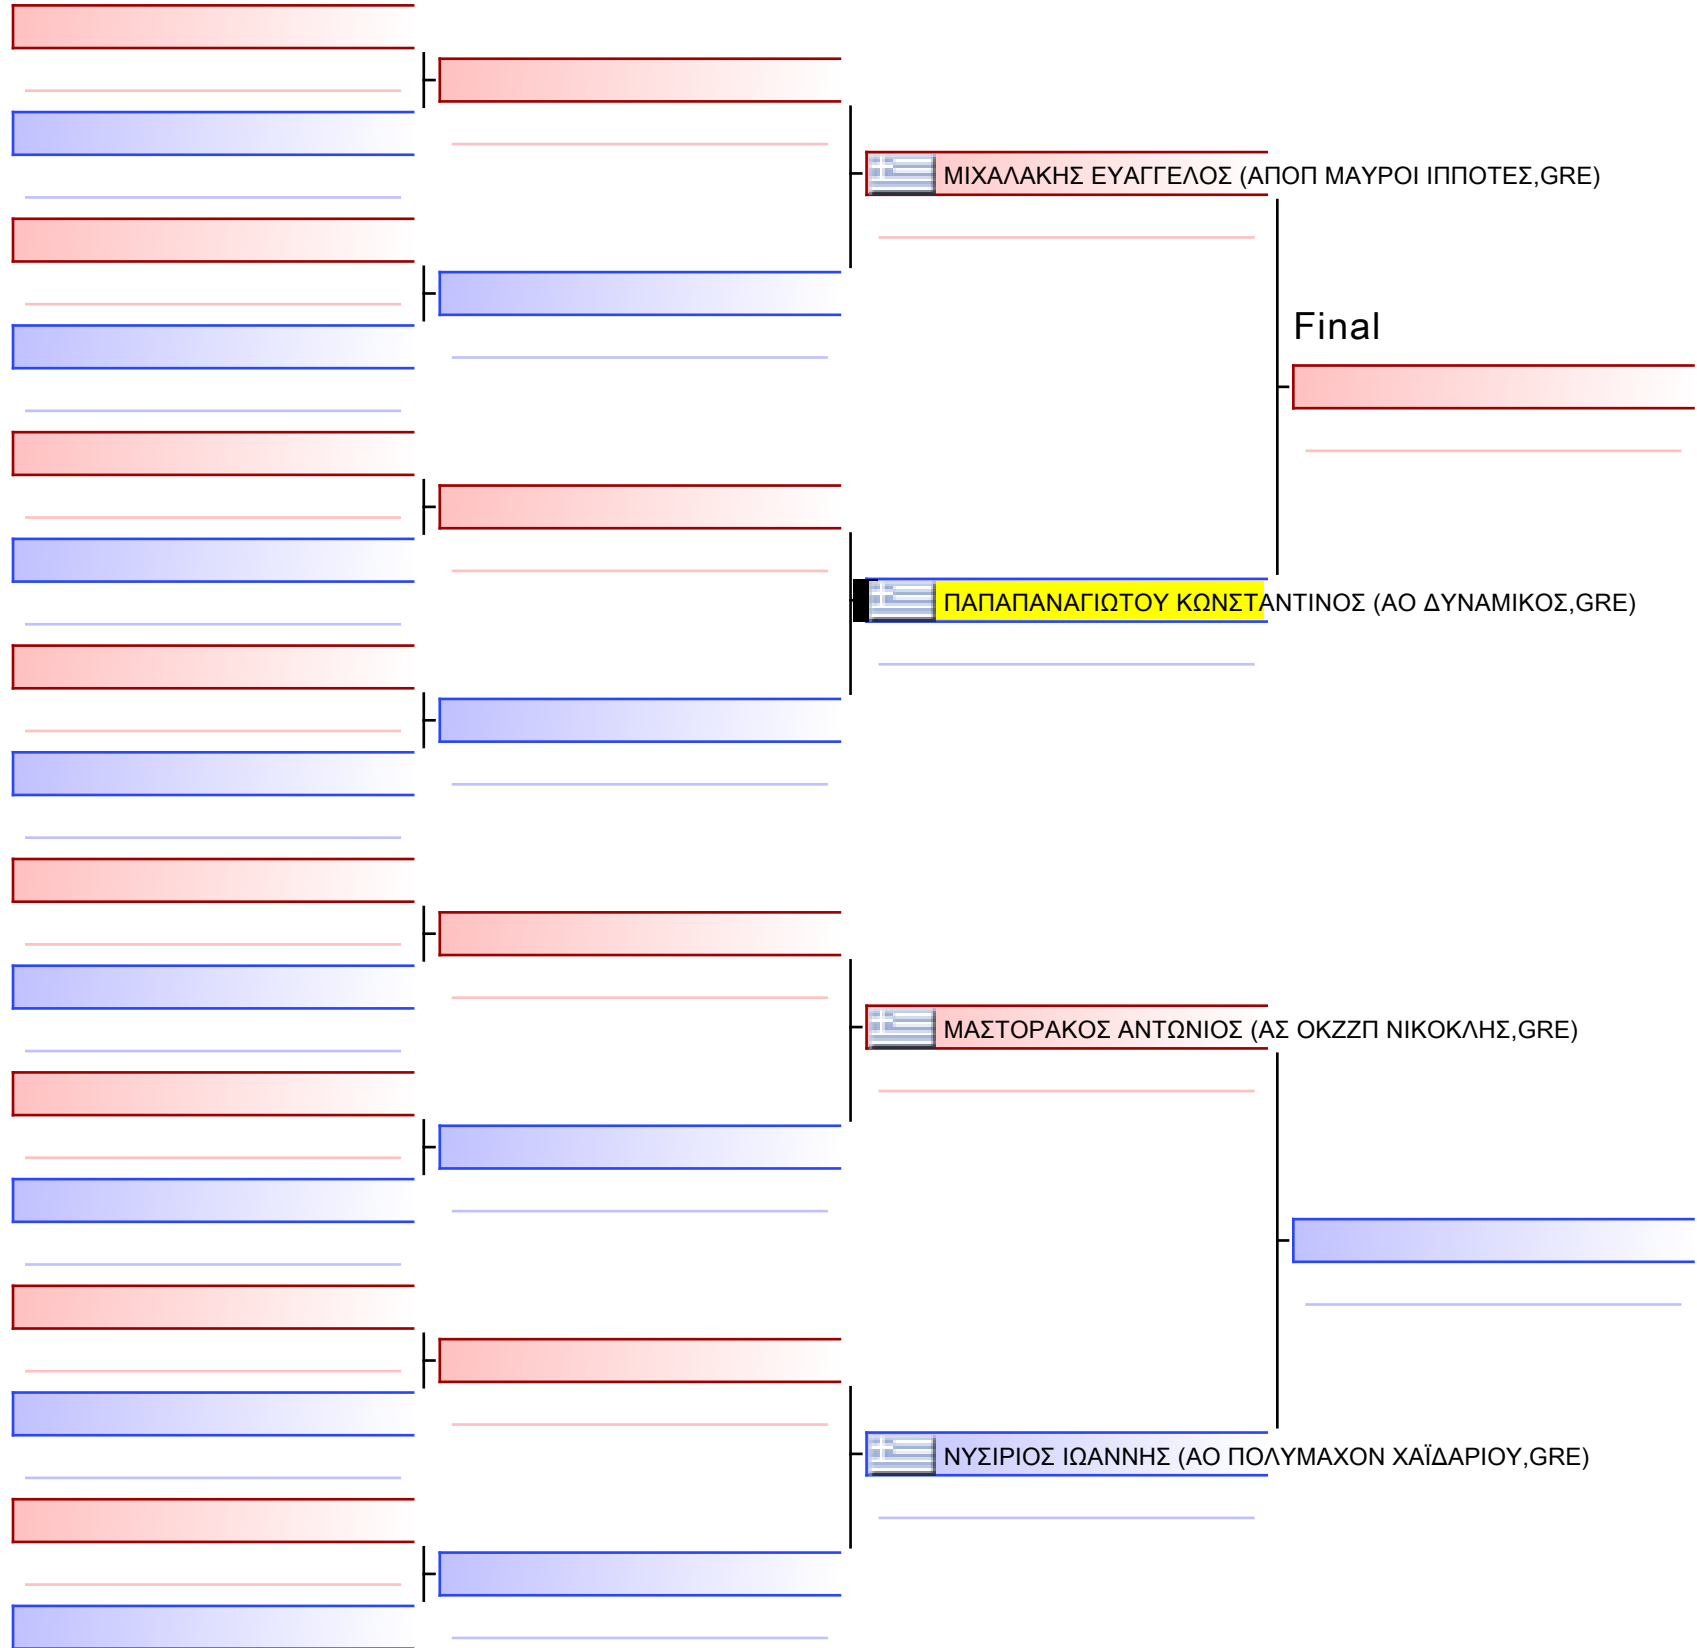 ΜΙΧΑΛΑΚΗΣ ΕΥΑΓΓΕΛΟΣ (ΑΠΟΠ ΜΑΥΡΟΙ ΙΠΠΟΤΕΣ,GRE)
Final
ΠΑΠΑΠΑΝΑΓΙΩΤΟΥ ΚΩΝΣΤΑΝΤΙΝΟΣ (ΑΟ ΔΥΝΑΜΙΚΟΣ,GRE)
ΜΑΣΤΟΡΑΚΟΣ ΑΝΤΩΝΙΟΣ (ΑΣ ΟΚΖΖΠ ΝΙΚΟΚΛΗΣ,GRE)
ΝΥΣΙΡΙΟΣ ΙΩΑΝΝΗΣ (ΑΟ ΠΟΛΥΜΑΧΟΝ ΧΑΪΔΑΡΙΟΥ,GRE)